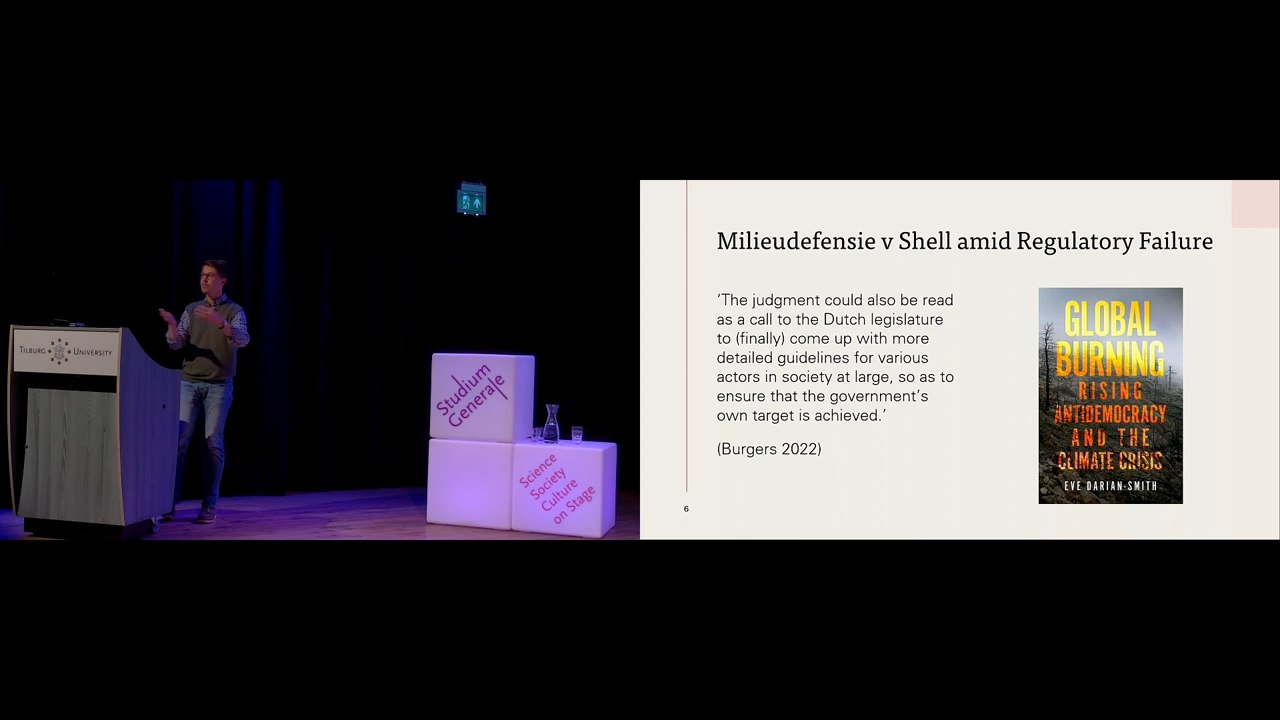 TILBURG UNIVERSITY
Studium
Generale
Science
Society
Culture
on Stage
Milieudefensie v Shell amid Regulatory Failure
‘The judgment could also be read
as a call to the Dutch legislature
to (finally) come up with more
detailed guidelines for various
actors in society at large, so as to
ensure that the government’s
own target is achieved.’
(Burgers 2022)
GLOBAL
BURNING
RISING
ANTIDEMOCRACY
AND THE
CLIMATE CRISIS
EVE DARIAN-SMITH
6